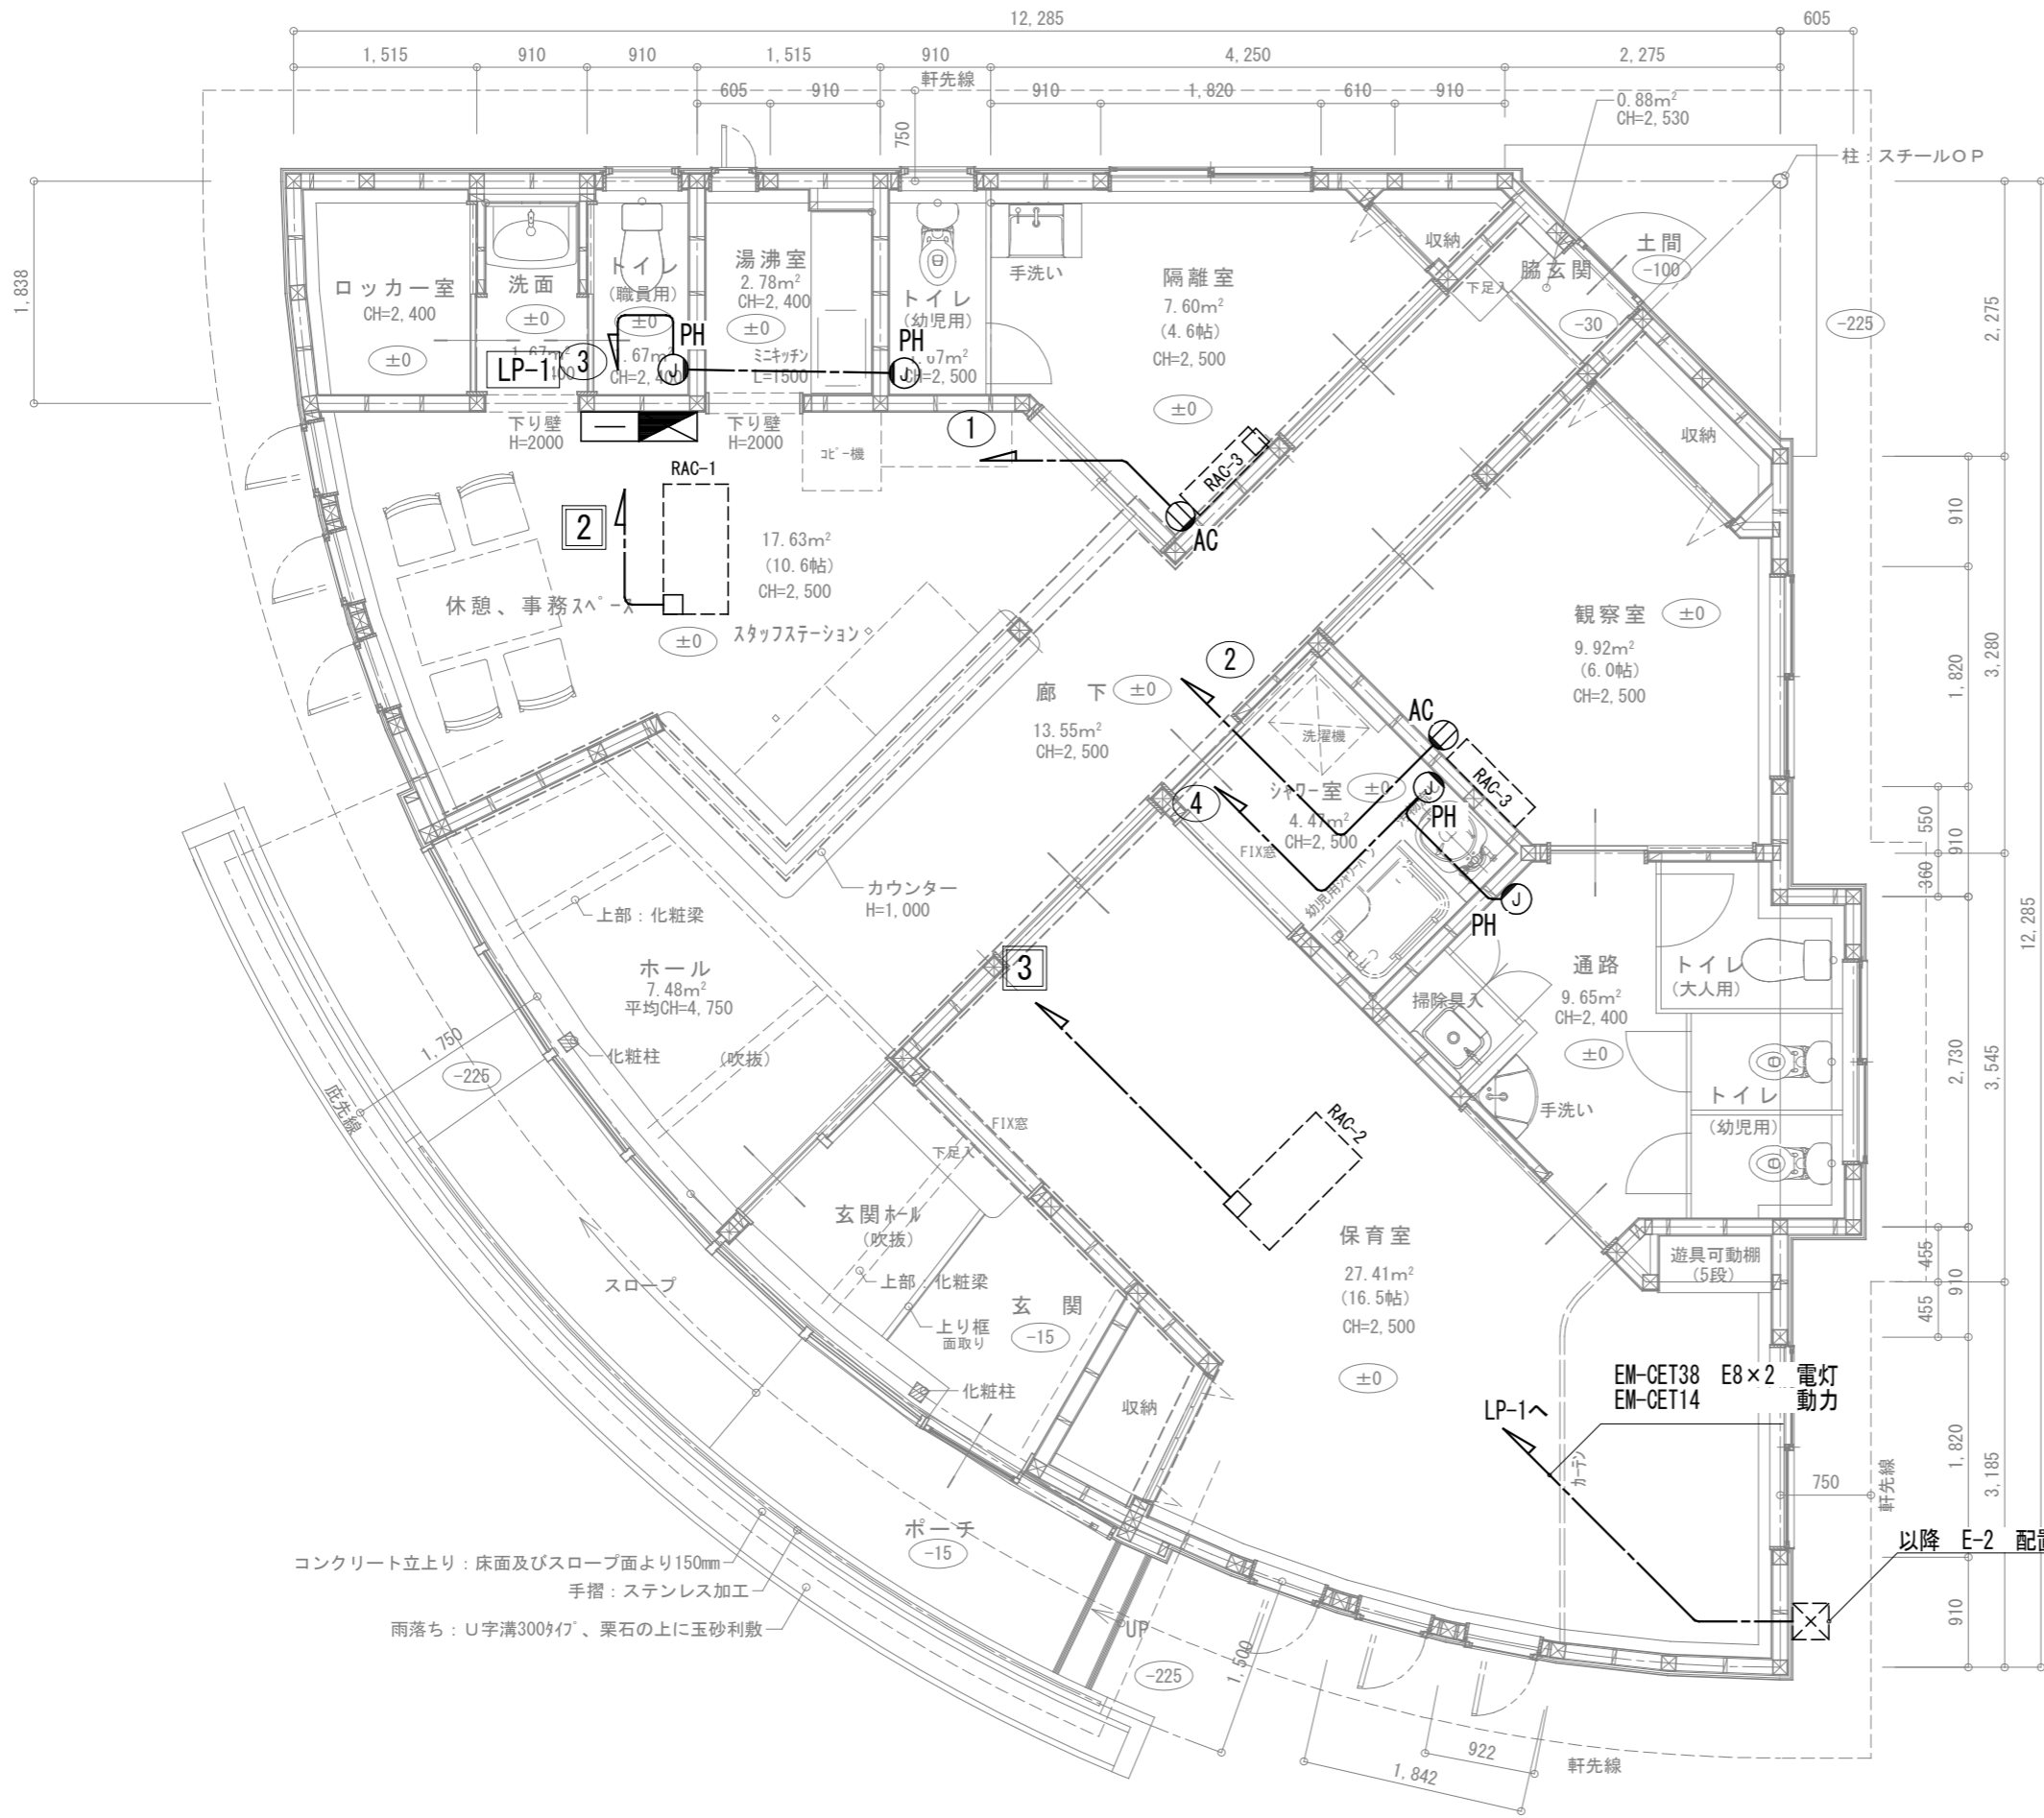 12,285
605
1,515
910
910
1,515
910
4,250
2,275
軒先線
605
910
910
1,820
610
910
0.88m²
CH=2,530
750
柱：スチールＯＰ
1,838
ロッカー室
CH=2,400
±0
洗面
±0
トイレ
(職員用)
±0
CH=2,400
湯沸室
2.78m²
CH=2,400
±0
ミニキッチン
L=1500
トイレ
(幼児用)
CH=2,500
手洗い
隔離室
7.60m²
(4.6帖)
CH=2,500
±0
収納
下足入
脇玄関
土間
-100
-30
-225
2,275
収納
LP-1
3
PH
J
PH
J
下り壁
H=2000
下り壁
H=2000
コピー機
1
RAC-3
AC
RAC-1
2
17.63m²
(10.6帖)
CH=2,500
休憩、事務スペース
±0
スタッフステーション
910
1,820
3,280
550
910
360
12,285
観察室
±0
9.92m²
(6.0帖)
CH=2,500
2
廊　下
±0
13.55m²
CH=2,500
洗濯機
AC
RAC-3
シャワー室
±0
4.47m²
CH=2,500
J
PH
4
FIX窓
幼児用シャワーパン
J
PH
カウンター
H=1,000
上部：化粧梁
ホール
7.48m²
平均CH=4,750
3
通路
9.65m²
CH=2,400
±0
トイレ
(大人用)
掃除具入
手洗い
トイレ
(幼児用)
2,730
3,545
1,750
-225
庇先線
化粧柱
(吹抜)
FIX窓
下足入
RAC-2
玄関ホール
(吹抜)
上部：化粧梁
スロープ
上り框
面取り
玄　関
-15
化粧柱
収納
保育室
27.41m²
(16.5帖)
CH=2,500
±0
遊具可動棚
(5段)
455
910
455
EM-CET38　E8×2　電灯
EM-CET14　動力
LP-1へ
カーテン
1,820
3,185
750
軒先線
以降　E-2　配置
910
ポーチ
-15
コンクリート立上り：床面及びスロープ面より150mm
手摺：ステンレス加工
雨落ち：Ｕ字溝300タイプ、栗石の上に玉砂利敷
UP
-225
1,500
922
1,842
軒先線